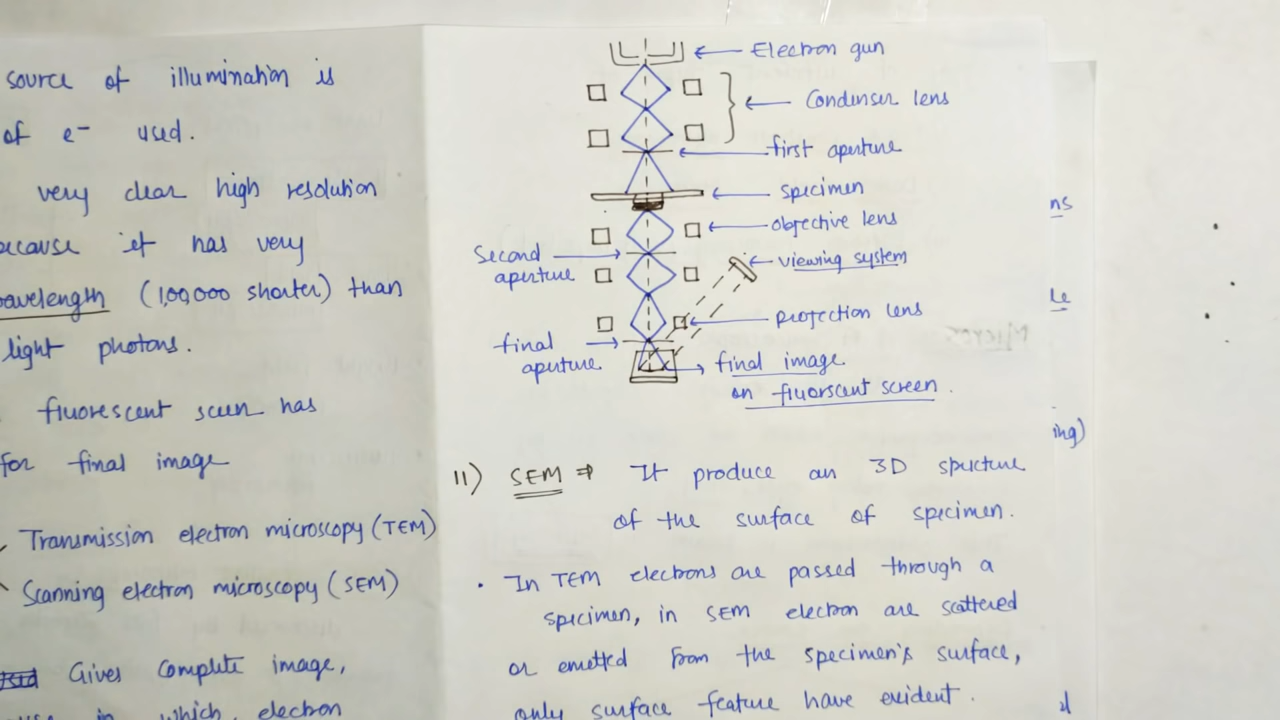 source of illumination is
of e- used.
very clear high resolution
because it has very
wavelength (1,00,000 shorter) than
light photons.
fluorescent screen has
for final image
Transmission electron microscopy (TEM)
Scanning electron microscopy (SEM)
Gives complete image,
in which electron
Electron gun
Condenser lens
first aperture
specimen
objective lens
Second
aperture
viewing system
projection lens
final
aperture
final image
on fluorscent screen.
11) SEM ⇒ It produce an 3D
of the surface of specimen.
• In TEM electrons are passed through a
specimen, in SEM electron are scattered
or emetted from the specimen's surface,
only surface feature have evident.
ns
le
ing)